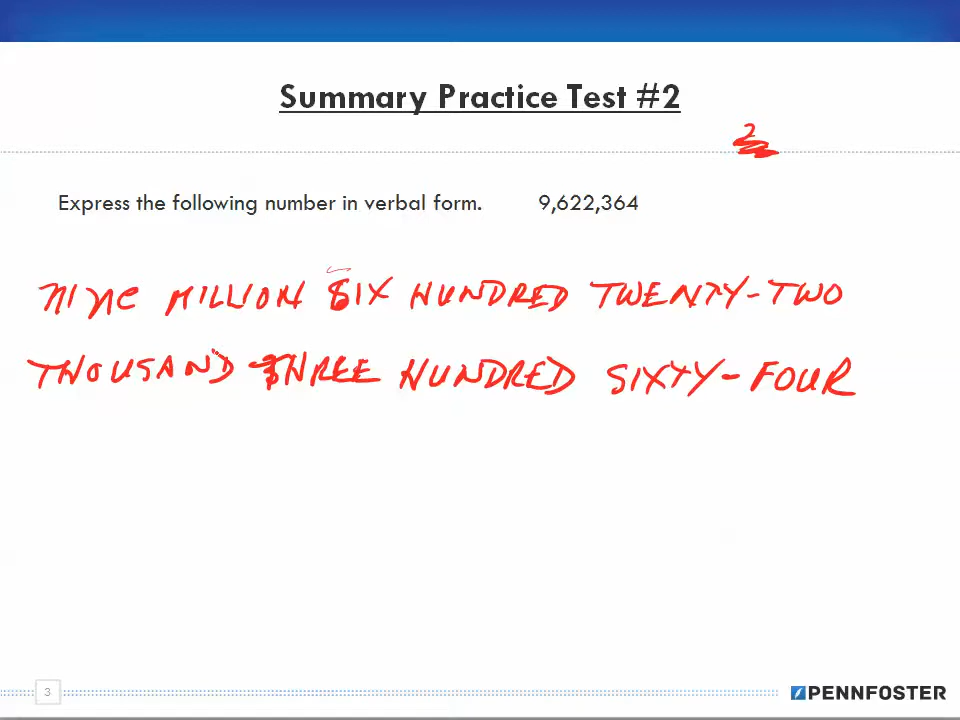 Summary Practice Test #2
2
Express the following number in verbal form. 9,622,364
NINE MILLION SIX HUNDRED TWENTY-TWO
THOUSAND THREE HUNDRED SIXTY-FOUR
3
PENNFOSTER